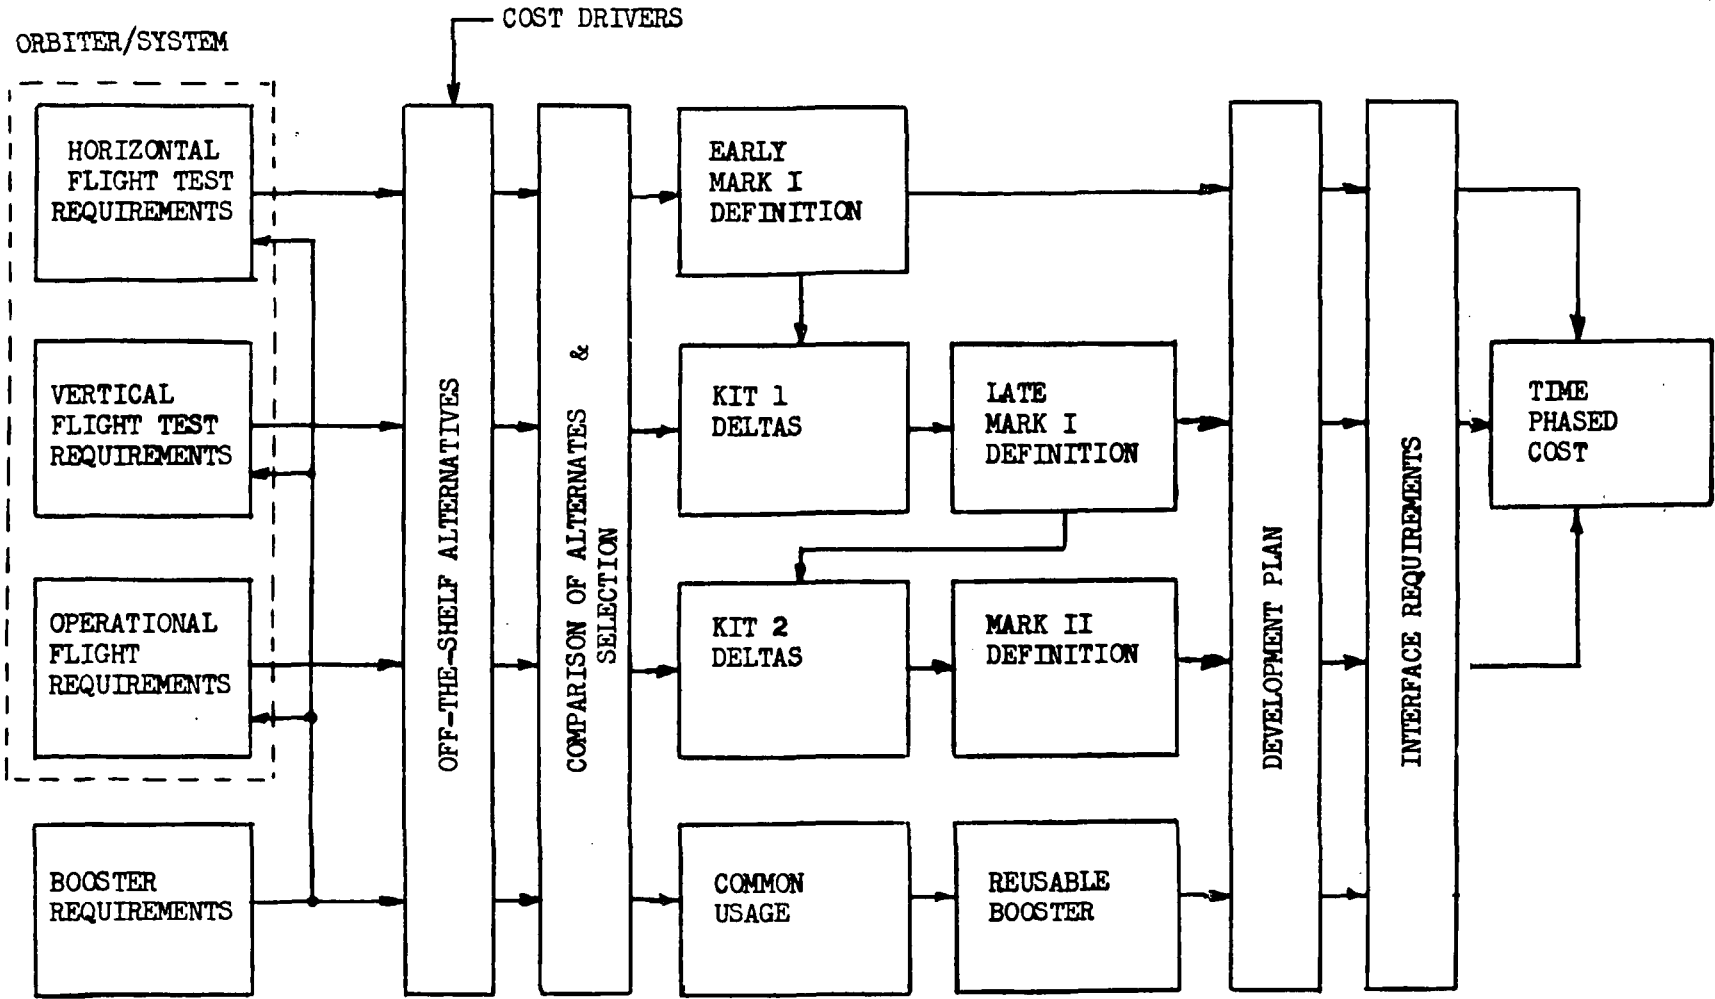 COST DRIVERS
ORBITER/SYSTEM
HORIZONTAL
FLIGHT TEST
REQUIREMENTS
VERTICAL
FLIGHT TEST
REQUIREMENTS
OPERATIONAL
FLIGHT
REQUIREMENTS
BOOSTER
REQUIREMENTS
OFF-THE-SHELF ALTERNATIVES
COMPARISON OF ALTERNATES &
SELECTION
EARLY
MARK I
DEFINITION
KIT 1
DELTAS
LATE
MARK I
DEFINITION
KIT 2
DELTAS
MARK II
DEFINITION
COMMON
USAGE
REUSABLE
BOOSTER
DEVELOPMENT PLAN
INTERFACE REQUIREMENTS
TIME
PHASED
COST